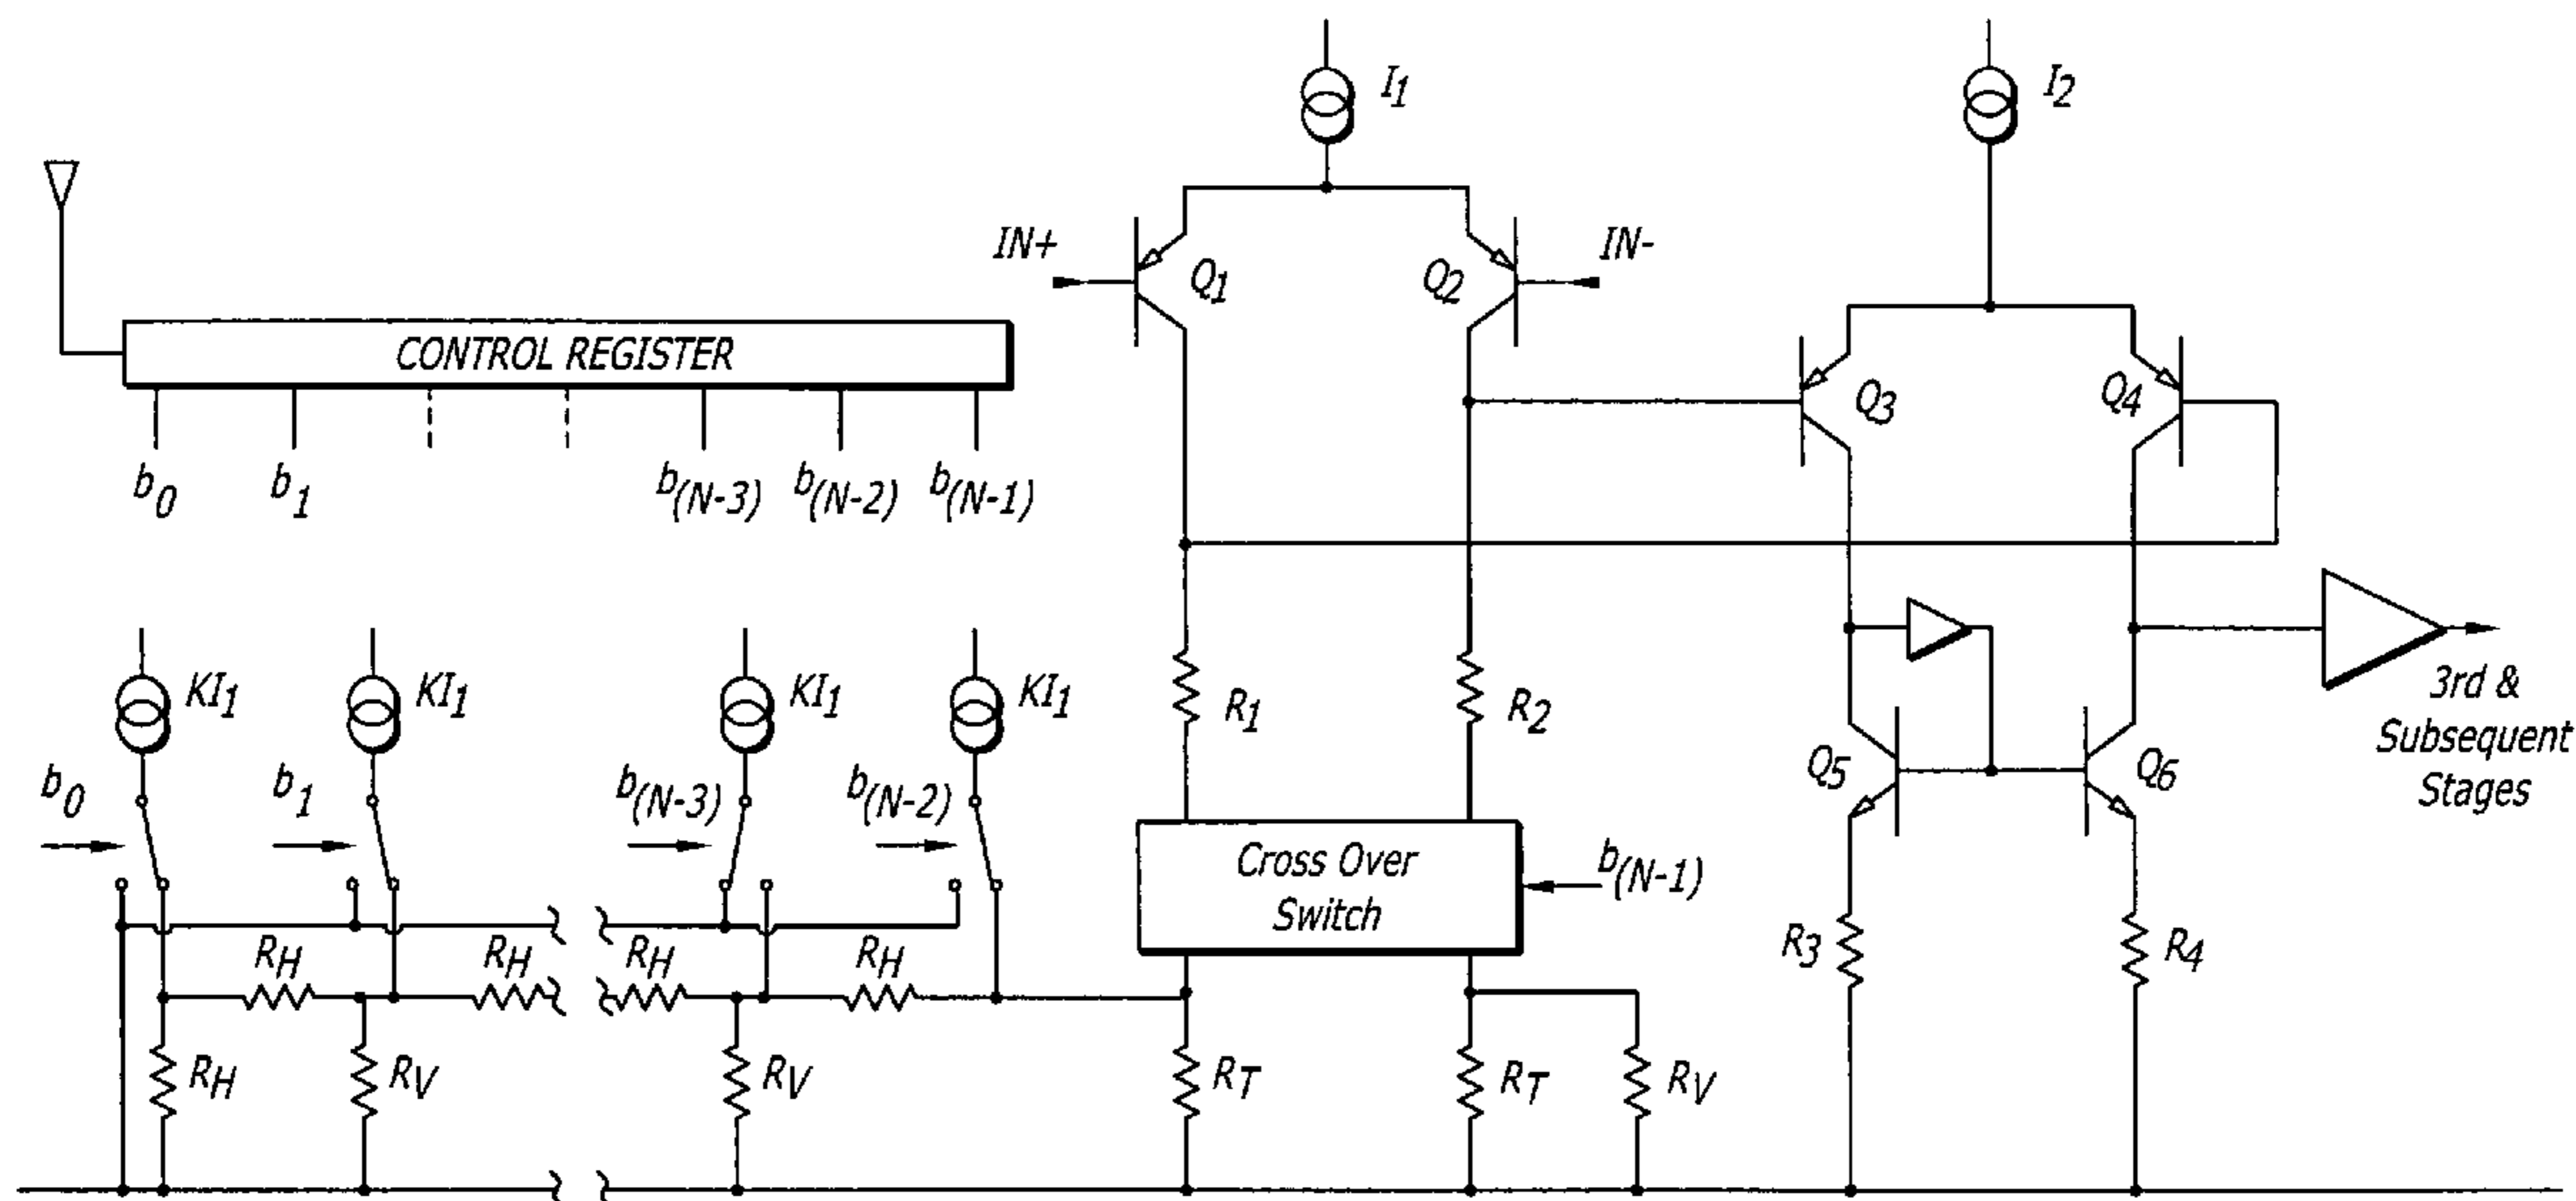 I1
I2
IN+
Q1
Q2
IN-
CONTROL REGISTER
Q3
Q4
b0
b1
b(N-3)
b(N-2)
b(N-1)
KI1
KI1
KI1
KI1
R1
R2
3rd &
Subsequent
Stages
b0
b1
b(N-3)
b(N-2)
Q5
Q6
Cross Over
Switch
b(N-1)
RH
RH
RH
RH
R3
R4
RH
RV
RV
RT
RT
RV